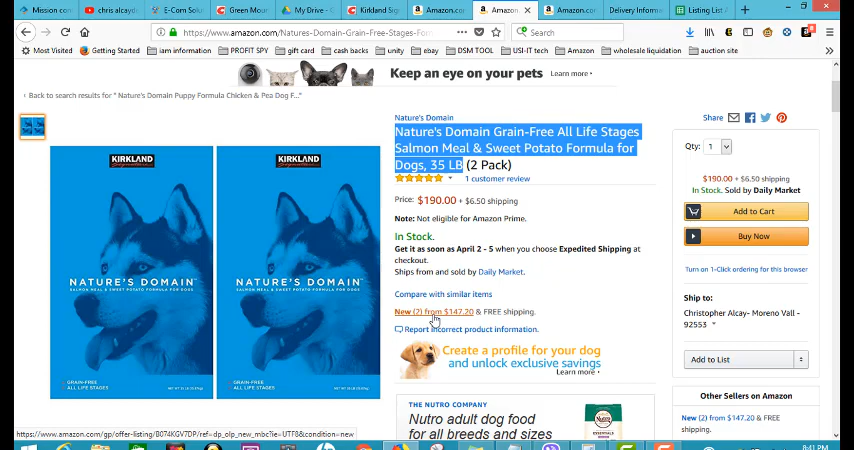 Mission con
chris alcayd
E-Com Solu
Green Moun
My Drive - G
Kirkland Sig
Amazon.co
Amazon.
Amazon.co
Delivery Inform
Listing List A
https://www.amazon.com/Natures-Domain-Grain-Free-Stages-For
Search
Most Visited
Getting Started
iam information
PROFIT SPY
gift card
cash backs
unity
ebay
DSM TOOL
USI-IT tech
Amazon
wholesale liquidation
auction site
Keep an eye on your pets
Learn more
‹ Back to search results for " Nature's Domain Puppy Formula Chicken & Pea Dog F..."
Nature's Domain
Nature's Domain Grain-Free All Life Stages
Salmon Meal & Sweet Potato Formula for
Dogs, 35 LB (2 Pack)
1 customer review
Price: $190.00 + $6.50 shipping
Note: Not eligible for Amazon Prime.
In Stock.
Get it as soon as April 2 - 5 when you choose Expedited Shipping at
checkout.
Ships from and sold by Daily Market.
Compare with similar items
New (2) from $147.20 & FREE shipping.
Report incorrect product information.
Create a profile for your dog
and unlock exclusive savings
Learn more
THE NUTRO COMPANY
Nutro adult dog food
for all breeds and sizes
NUTRO
KIRKLAND
Signature
NATURE'S DOMAIN
SALMON MEAL & SWEET POTATO FORMULA FOR DOGS
GRAIN-FREE
ALL LIFE STAGES
KIRKLAND
Signature
NATURE'S DOMAIN
SALMON MEAL & SWEET POTATO FORMULA FOR DOGS
GRAIN-FREE
ALL LIFE STAGES
Share
Qty: 1
$190.00 + $6.50 shipping
In Stock. Sold by Daily Market
Add to Cart
Buy Now
Turn on 1-Click ordering for this browser
Ship to:
Christopher Alcay- Moreno Vall -
92553
Add to List
Other Sellers on Amazon
New (2) from $147.20 & FREE
shipping.
https://www.amazon.com/gp/offer-listing/B074KGV7DP/ref=dp_olp_new_mbc?ie=UTF8&condition=new
8:41 PM